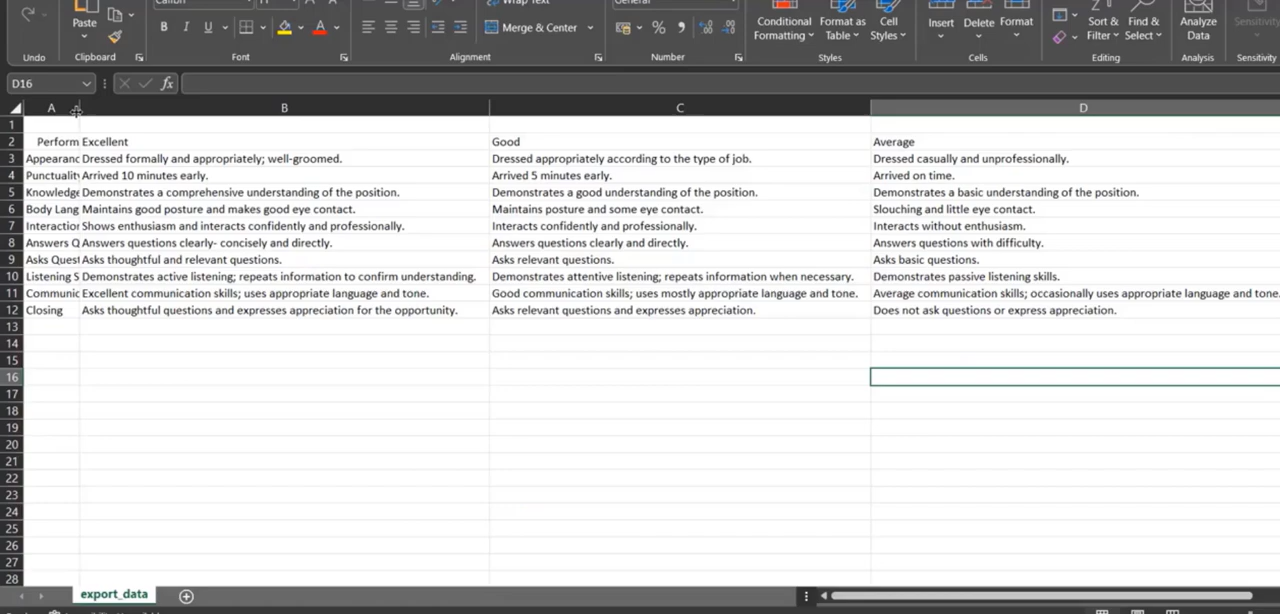 Paste
Merge & Center
%
Conditional Formatting
Format as Table
Cell Styles
Insert
Delete
Format
Sort & Filter
Find & Select
Analyze Data
Sensitivity
Undo
Clipboard
Font
Alignment
Number
Styles
Cells
Editing
Analysis
Sensitivity
D16
fx
A B C D
1
2 Perform Excellent Good Average
3 Appearanc Dressed formally and appropriately; well-groomed. Dressed appropriately according to the type of job. Dressed casually and unprofessionally.
4 Punctuality Arrived 10 minutes early. Arrived 5 minutes early. Arrived on time.
5 Knowledge Demonstrates a comprehensive understanding of the position. Demonstrates a good understanding of the position. Demonstrates a basic understanding of the position.
6 Body Lang Maintains good posture and makes good eye contact. Maintains posture and some eye contact. Slouching and little eye contact.
7 Interaction Shows enthusiasm and interacts confidently and professionally. Interacts confidently and professionally. Interacts without enthusiasm.
8 Answers Q Answers questions clearly- concisely and directly. Answers questions clearly and directly. Answers questions with difficulty.
9 Asks Quest Asks thoughtful and relevant questions. Asks relevant questions. Asks basic questions.
10 Listening S Demonstrates active listening; repeats information to confirm understanding. Demonstrates attentive listening; repeats information when necessary. Demonstrates passive listening skills.
11 Communic Excellent communication skills; uses appropriate language and tone. Good communication skills; uses mostly appropriate language and tone. Average communication skills; occasionally uses appropriate language and tone.
12 Closing Asks thoughtful questions and expresses appreciation for the opportunity. Asks relevant questions and expresses appreciation. Does not ask questions or express appreciation.
13
14
15
16
17
18
19
20
21
22
23
24
25
26
27
28
export_data